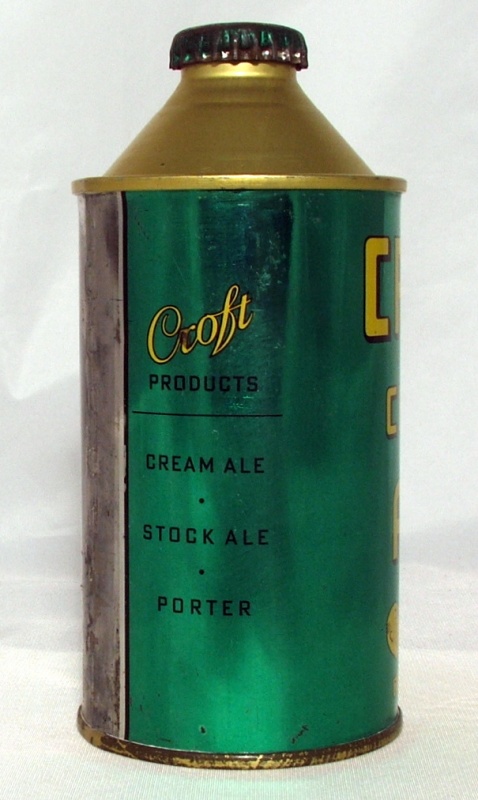 Croft
PRODUCTS
CREAM ALE
•
STOCK ALE
•
PORTER